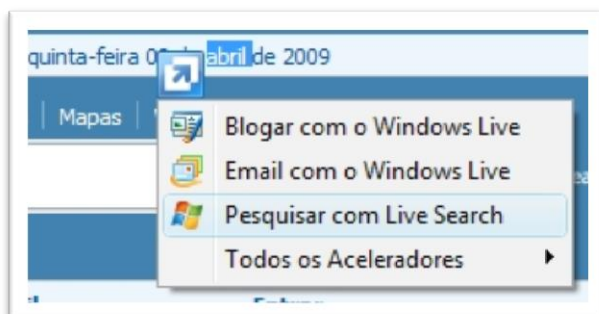 quinta-feira 0 abril de 2009
Mapas
Blogar com o Windows Live
Email com o Windows Live
Pesquisar com Live Search
Todos os Aceleradores